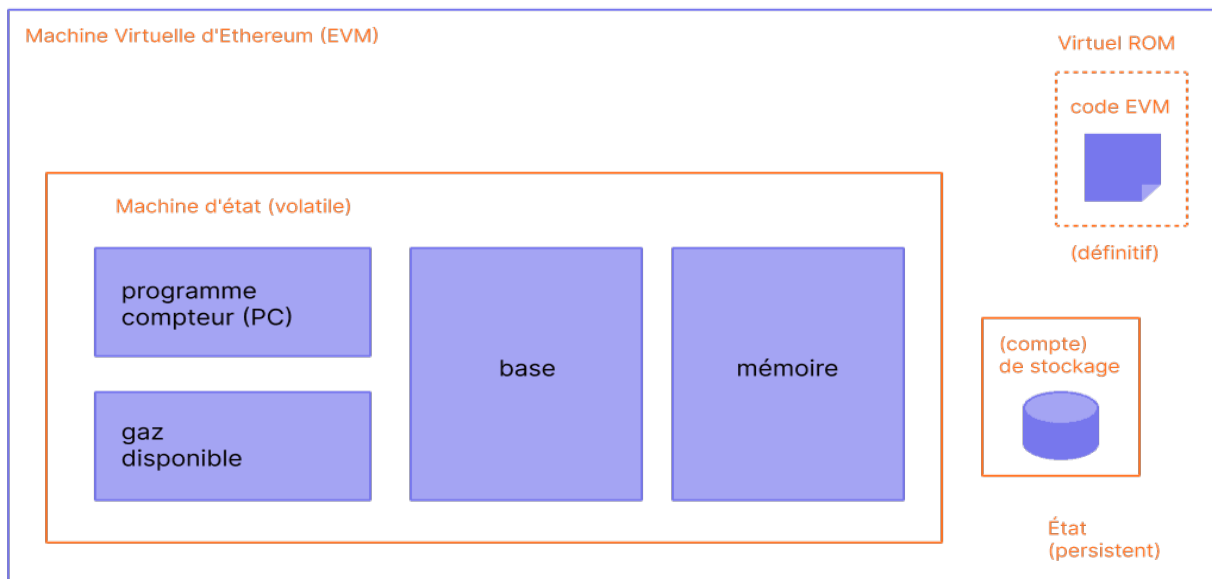 Machine Virtuelle d'Ethereum (EVM)
Virtuel ROM
code EVM
(définitif)
Machine d'état (volatile)
programme
compteur (PC)
gaz
disponible
base
mémoire
(compte)
de stockage
État
(persistent)